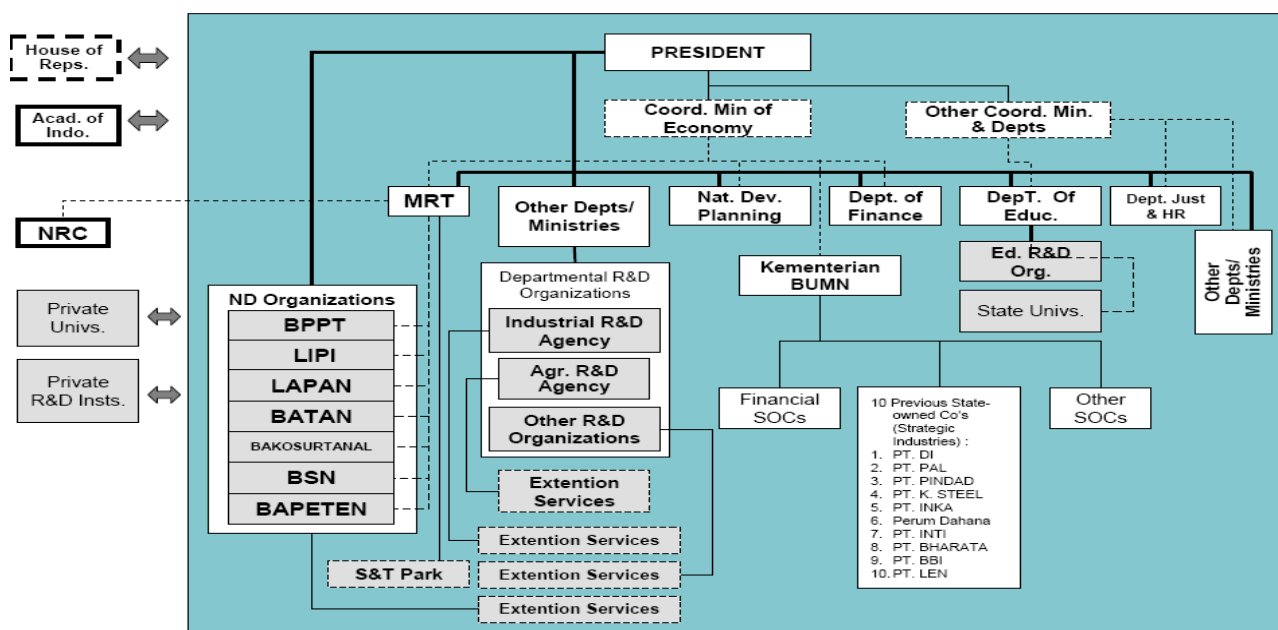 House of
Reps.
PRESIDENT
Acad. of
Indo.
Coord. Min of
Economy
Other Coord. Min.
& Depts
MRT
Other Depts/
Ministries
Nat. Dev.
Planning
Dept. of
Finance
DepT. Of
Educ.
Dept. Just
& HR
NRC
Other
Depts/
Ministries
Ed. R&D
Org.
State Univs.
Kementerian
BUMN
Departmental R&D
Organizations
Industrial R&D
Agency
Agr. R&D
Agency
Other R&D
Organizations
ND Organizations
BPPT
LIPI
LAPAN
BATAN
BAKOSURTANAL
BSN
BAPETEN
Private
Univs.
Private
R&D Insts.
Financial
SOCs
10 Previous State-
owned Co's
(Strategic
Industries) :
1. PT. DI
2. PT. PAL
3. PT. PINDAD
4. PT. K. STEEL
5. PT. INKA
6 Perum Dahana
7. PT. INTI
8. PT. BHARATA
9. PT. BBI
10. PT. LEN
Other
SOCs
Extention
Services
Extention Services
S&T Park
Extention Services
Extention Services